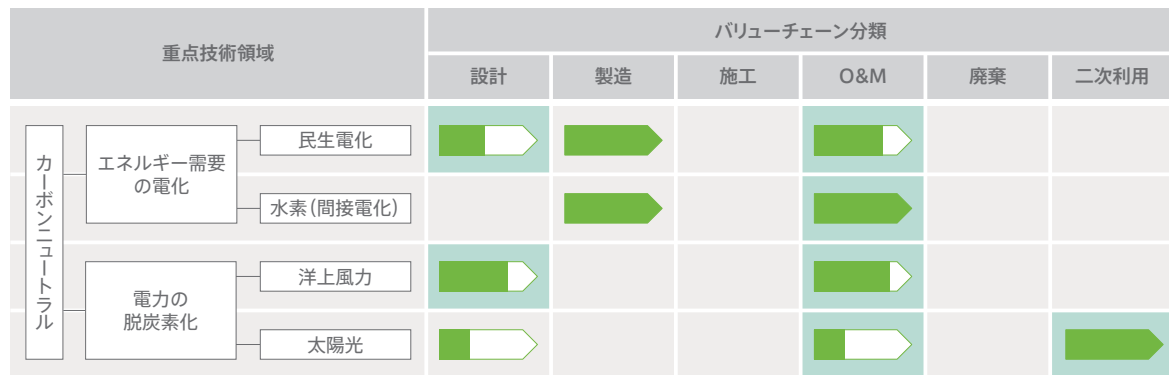 重点技術領域
バリューチェーン分類
設計
製造
施工
O&M
廃棄
二次利用
カーボンニュートラル
エネルギー需要
の電化
民生電化
水素(間接電化)
電力の
脱炭素化
洋上風力
太陽光